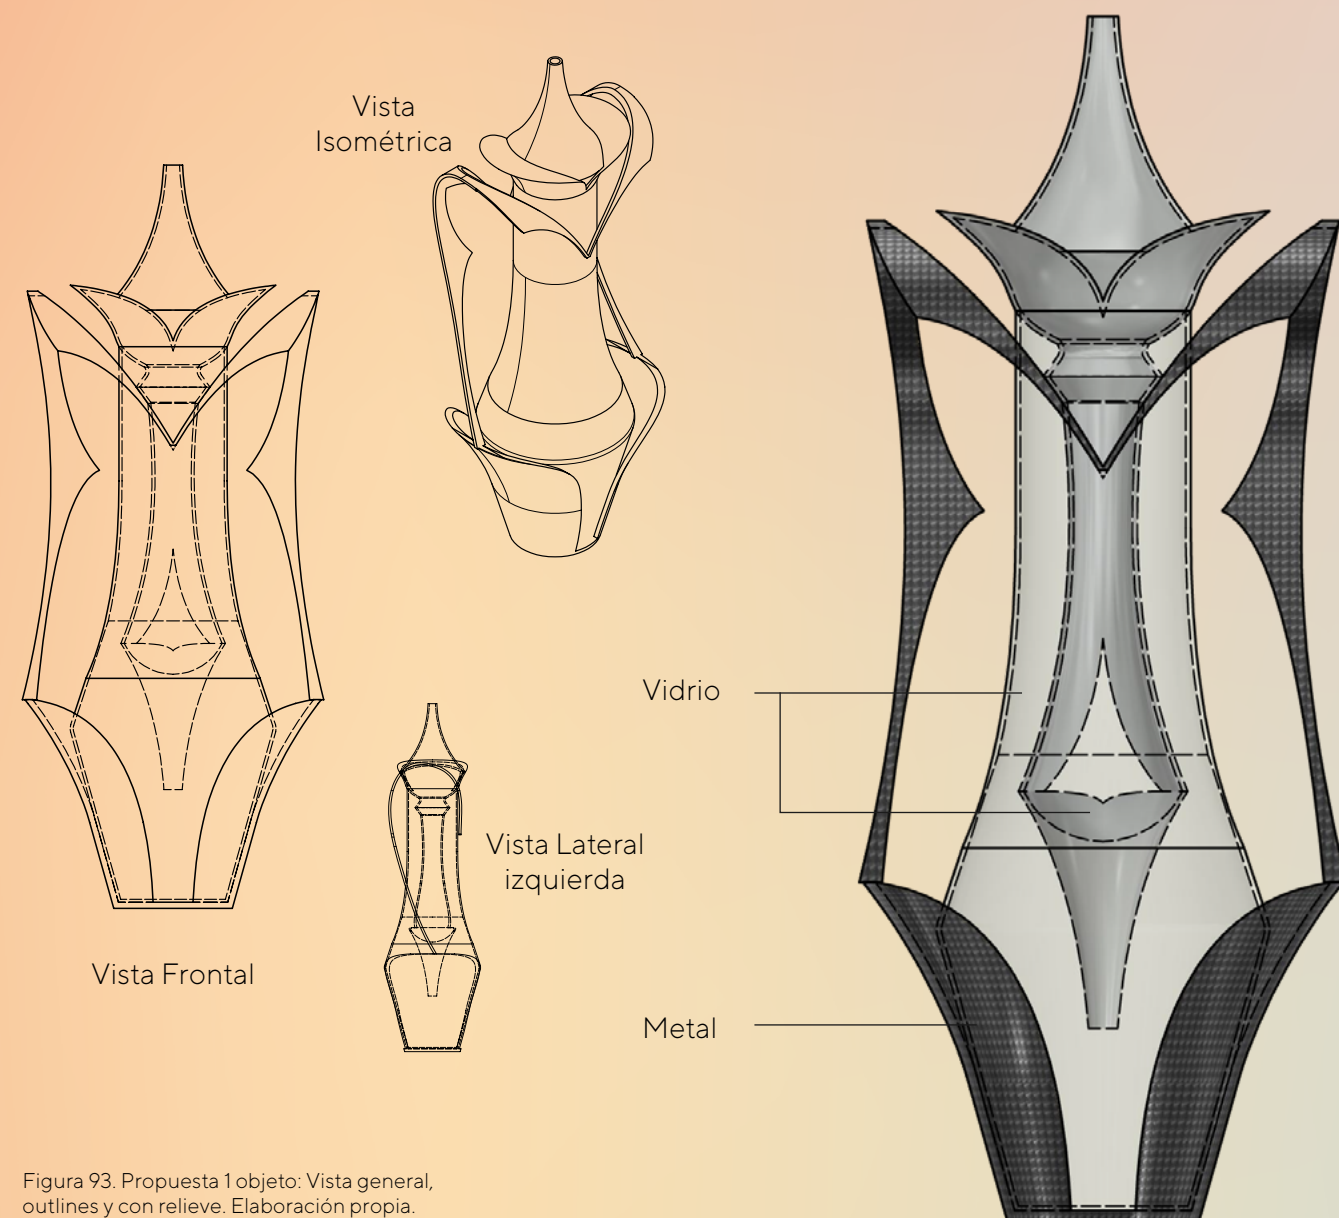 Vista
Isométrica
Vista Frontal
Vista Lateral
izquierda
Vidrio
Metal
Figura 93. Propuesta 1 objeto: Vista general,
outlines y con relieve. Elaboración propia.